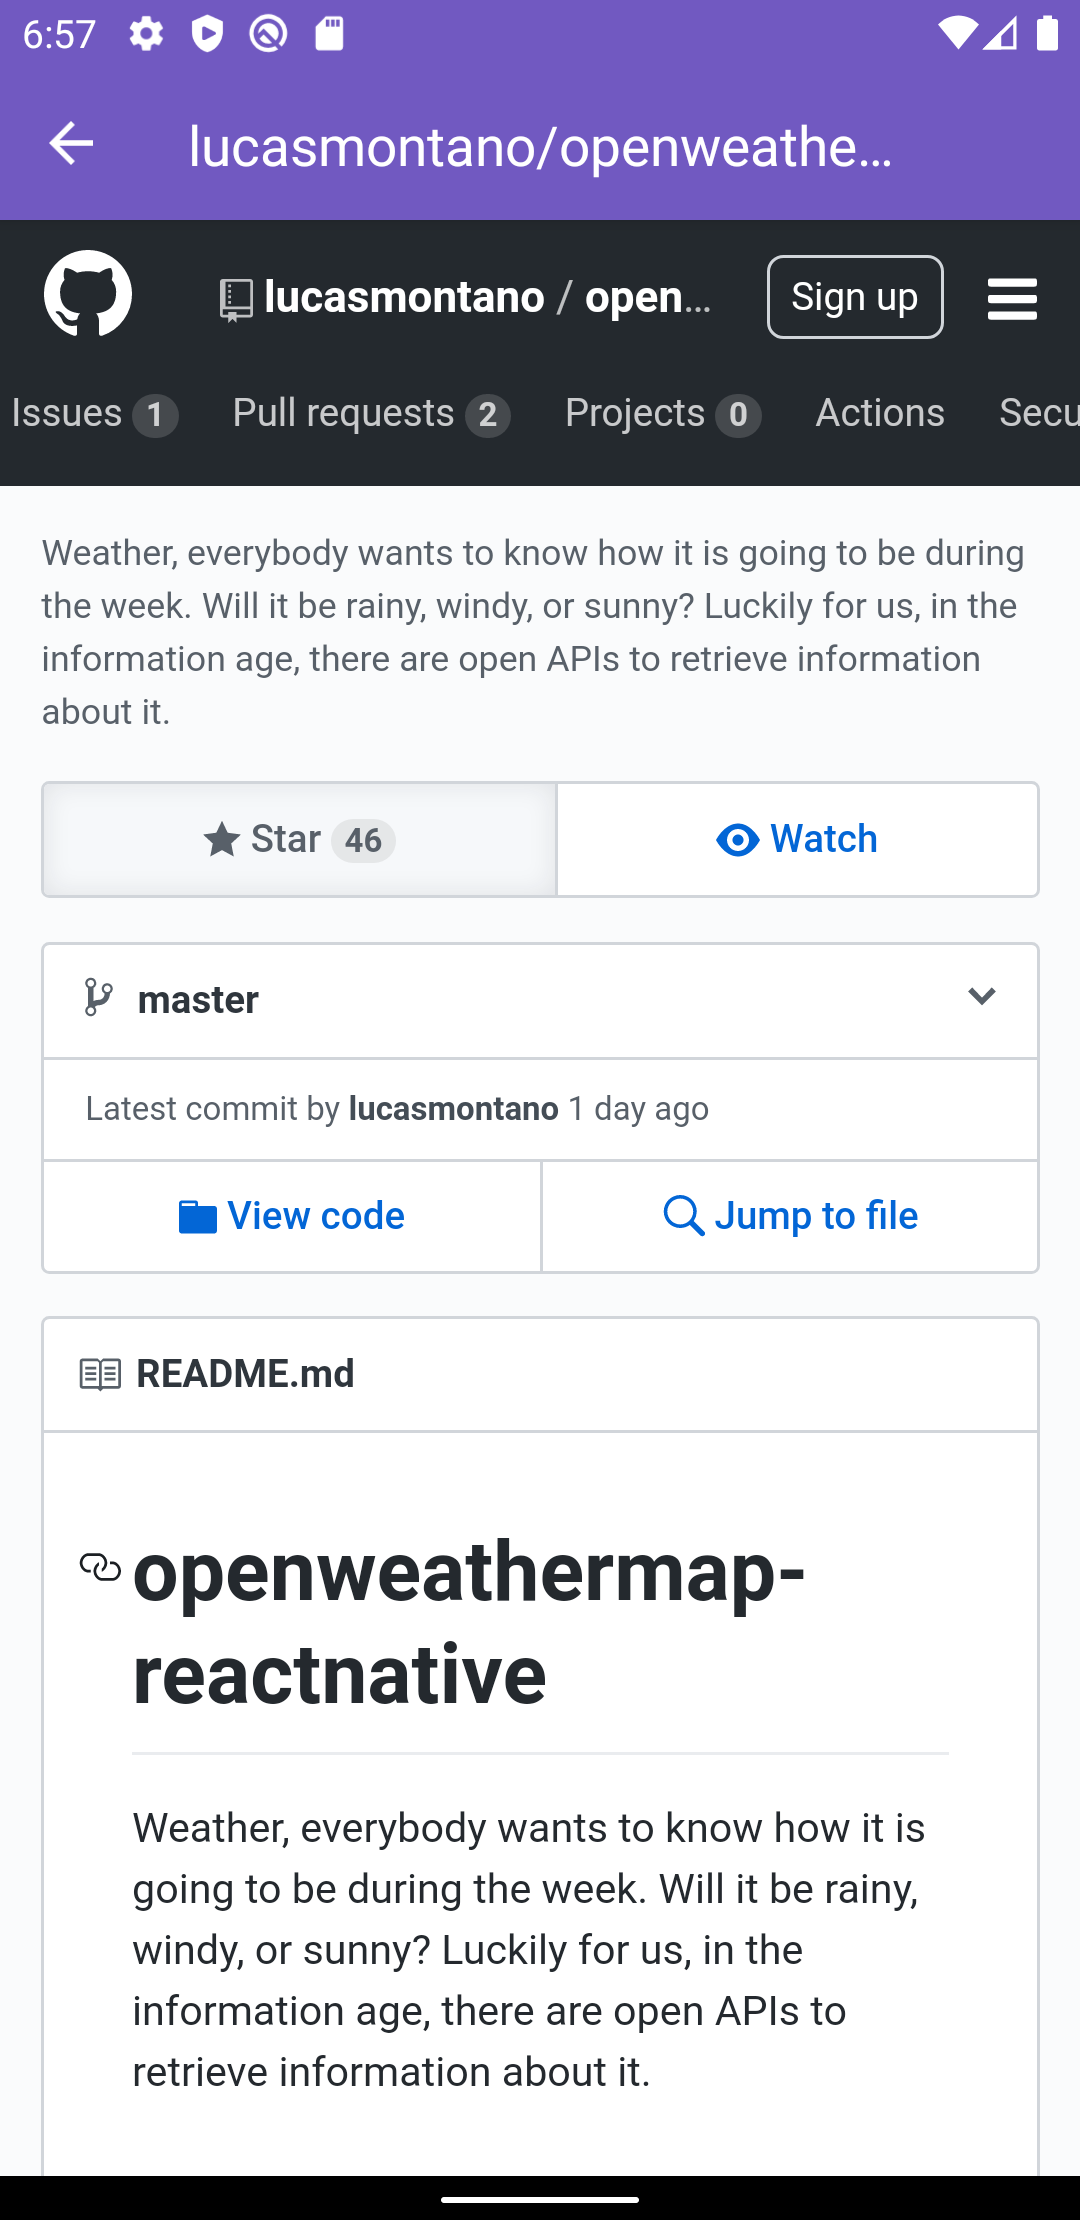 6:57
lucasmontano/openweathe...
lucasmontano / open...
Sign up
Issues 1 Pull requests 2 Projects 0 Actions Secu
Weather, everybody wants to know how it is going to be during
the week. Will it be rainy, windy, or sunny? Luckily for us, in the
information age, there are open APIs to retrieve information
about it.
Star 46
Watch
master
Latest commit by lucasmontano 1 day ago
View code
Jump to file
README.md
openweathermap-
reactnative
Weather, everybody wants to know how it is
going to be during the week. Will it be rainy,
windy, or sunny? Luckily for us, in the
information age, there are open APIs to
retrieve information about it.